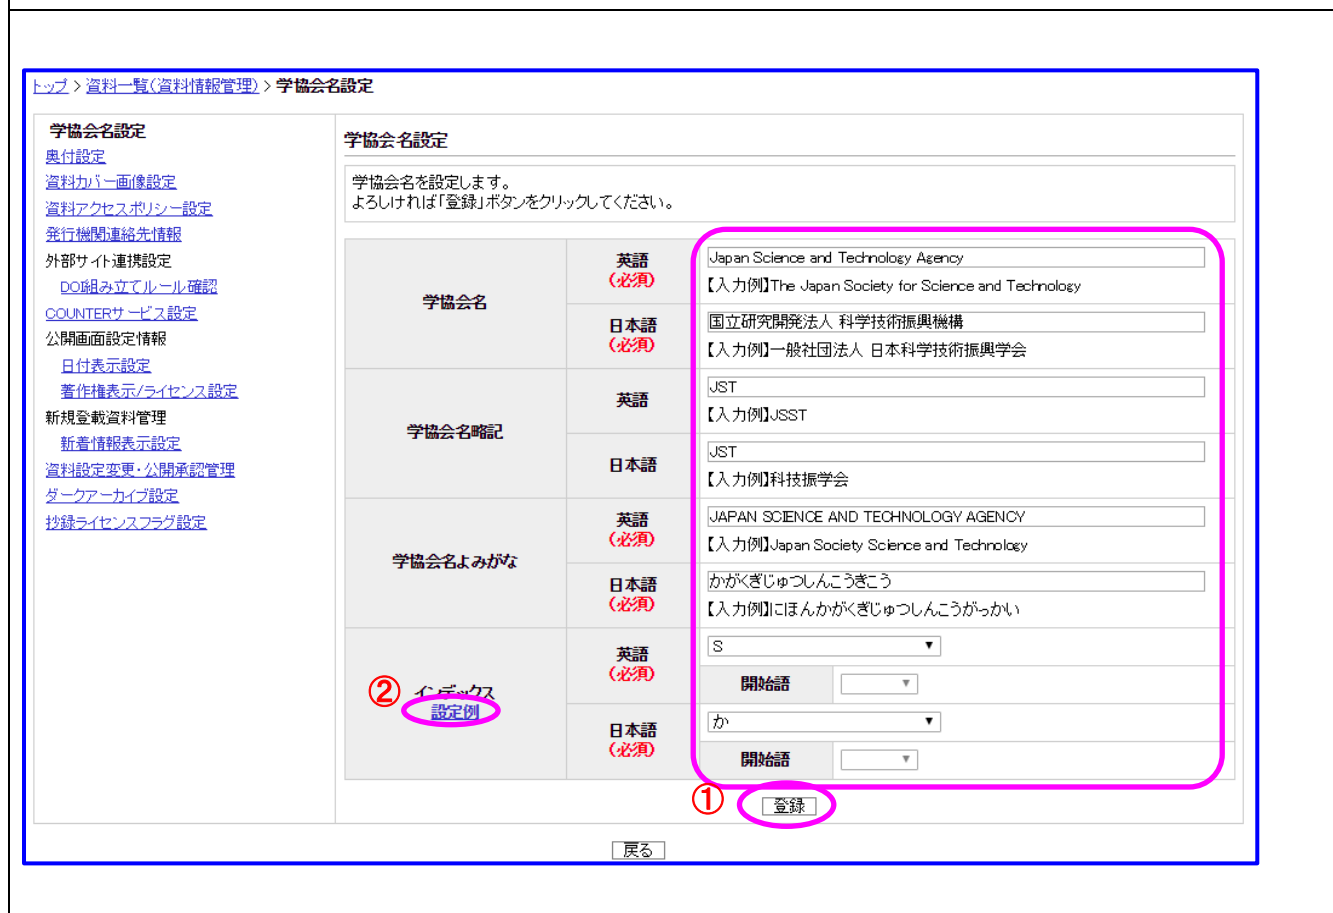 トップ > 資料一覧(資料情報管理) > 学協会名設定
学協会名設定
奥付設定
資料カバー画像設定
資料アクセスポリシー設定
発行機関連絡先情報
外部サイト連携設定
DOI組み立てルール確認
COUNTERサービス設定
公開画面設定情報
日付表示設定
著作権表示/ライセンス設定
新規登載資料管理
新着情報表示設定
資料設定変更・公開承認管理
ダークアーカイブ設定
抄録ライセンスフラグ設定
学協会名設定
学協会名を設定します。
よろしければ「登録」ボタンをクリックしてください。
学協会名
英語
(必須)
Japan Science and Technology Agency
【入力例】The Japan Society for Science and Technology
日本語
(必須)
国立研究開発法人 科学技術振興機構
【入力例】一般社団法人 日本科学技術振興学会
学協会名略記
英語
JST
【入力例】JSST
日本語
JST
【入力例】科技振学会
学協会名よみがな
英語
(必須)
JAPAN SCIENCE AND TECHNOLOGY AGENCY
【入力例】Japan Society Science and Technology
日本語
(必須)
かがくぎじゅつしんこうきこう
【入力例】にほんかがくぎじゅつしんこうがっかい
② インデックス
設定例
英語
(必須)
S
開始語
日本語
(必須)
か
開始語
① 登録
戻る